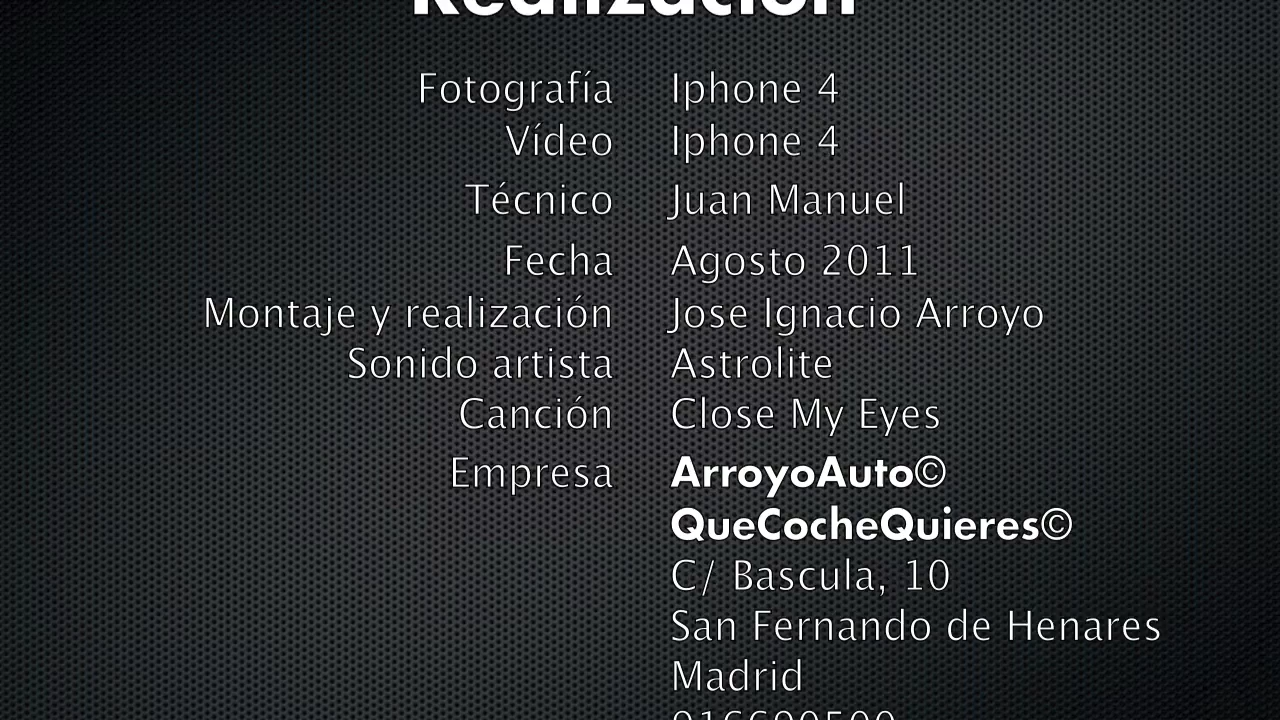 Realización
Fotografía Iphone 4
Vídeo Iphone 4
Técnico Juan Manuel
Fecha Agosto 2011
Montaje y realización Jose Ignacio Arroyo
Sonido artista Astrolite
Canción Close My Eyes
Empresa ArroyoAuto©
QueCocheQuieres©
C/ Bascula, 10
San Fernando de Henares
Madrid